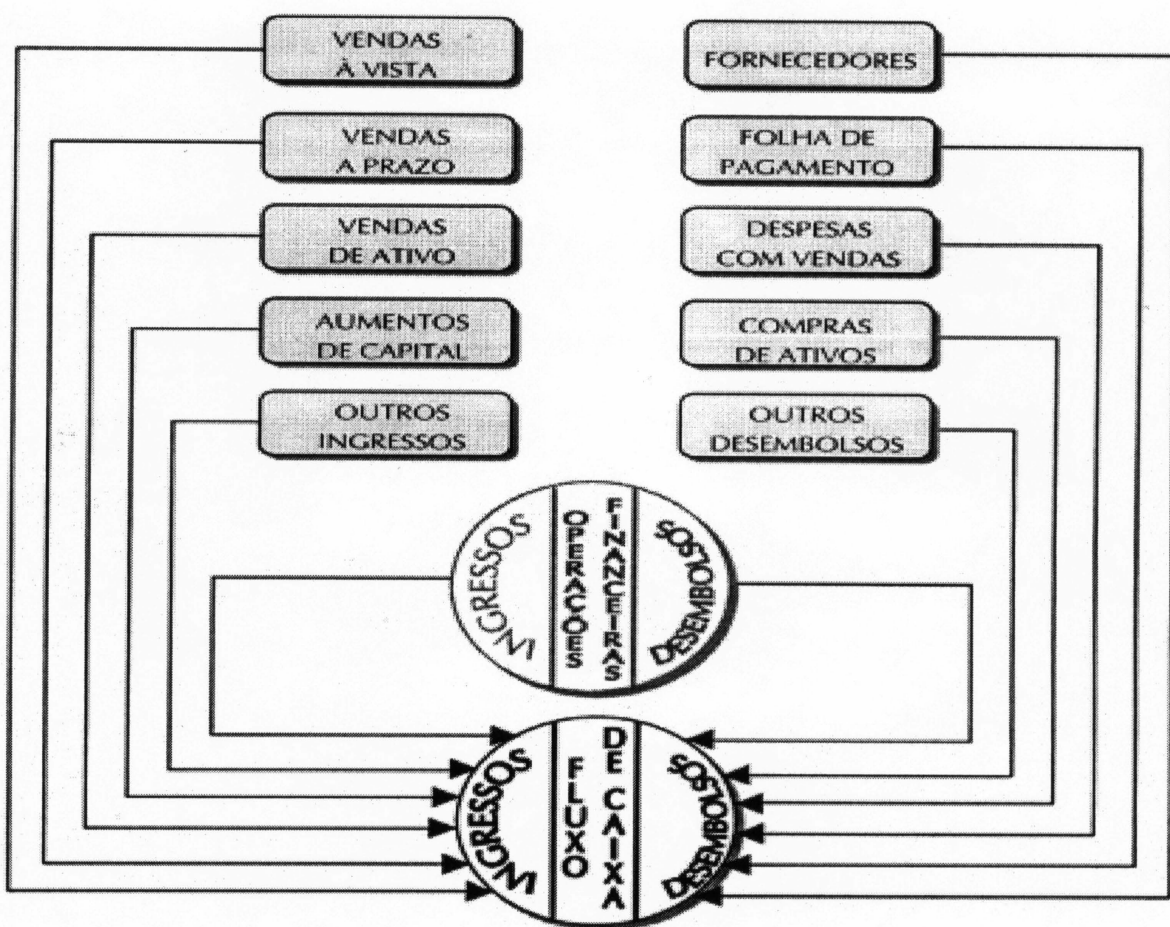 VENDAS
À VISTA
VENDAS
A PRAZO
VENDAS
DE ATIVO
AUMENTOS
DE CAPITAL
OUTROS
INGRESSOS
FORNECEDORES
FOLHA DE
PAGAMENTO
DESPESAS
COM VENDAS
COMPRAS
DE ATIVOS
OUTROS
DESEMBOLSOS
INGRESSOS
OPERACOES
FINANCEIRAS
DESEMBOLSOS
INGRESSOS
FLUXO
DE CAIXA
DESEMBOLSOS